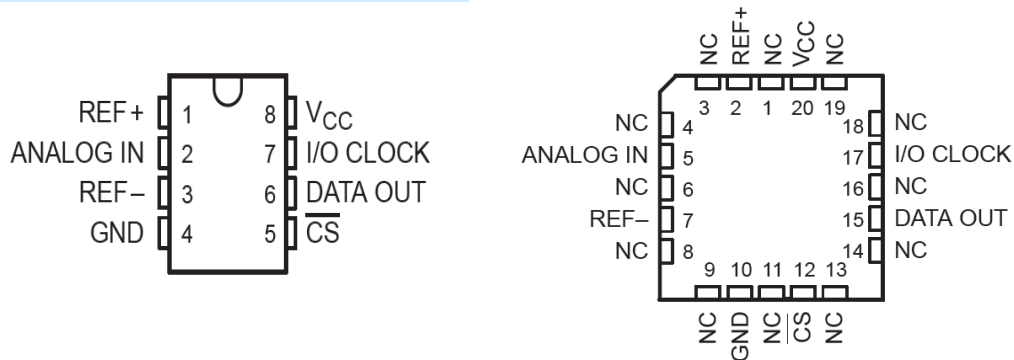 REF+ 1 8 VCC
ANALOG IN 2 7 I/O CLOCK
REF– 3 6 DATA OUT
GND 4 5 CS
NC REF+ NC VCC NC
3 2 1 20 19
NC 4 18 NC
ANALOG IN 5 17 I/O CLOCK
NC 6 16 NC
REF– 7 15 DATA OUT
NC 8 14 NC
9 10 11 12 13
NC GND NC CS NC